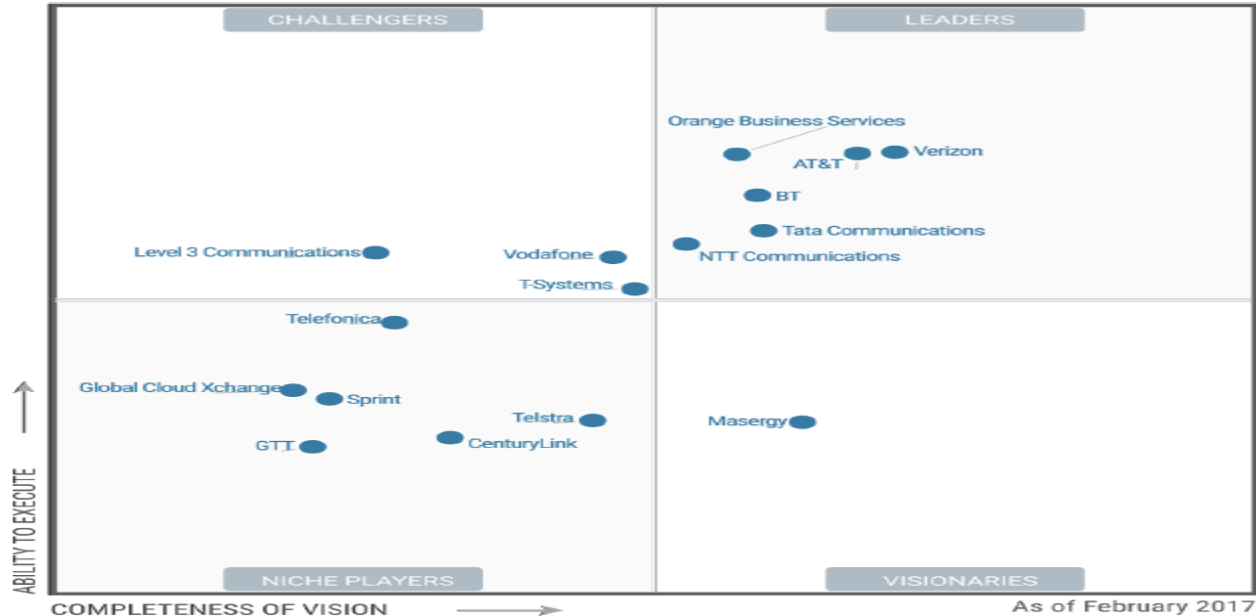 CHALLENGERS
LEADERS
Orange Business Services
AT&T
Verizon
BT
Tata Communications
NTT Communications
Level 3 Communications
Vodafone
T-Systems
Telefonica
Global Cloud Xchange
Sprint
Telstra
CenturyLink
GTT
Masergy
ABILITY TO EXECUTE
NICHE PLAYERS
VISIONARIES
COMPLETENESS OF VISION
As of February 2017